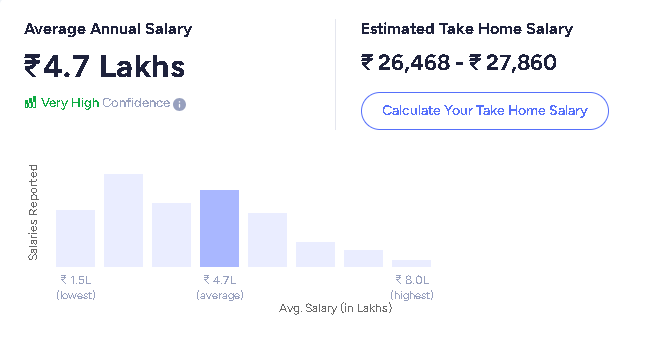 Average Annual Salary
₹4.7 Lakhs
Very High Confidence i
Estimated Take Home Salary
₹ 26,468 - ₹ 27,860
Calculate Your Take Home Salary
Salaries Reported
₹ 1.5L
(lowest)
₹ 4.7L
(average)
₹ 8.0L
(highest)
Avg. Salary (in Lakhs)